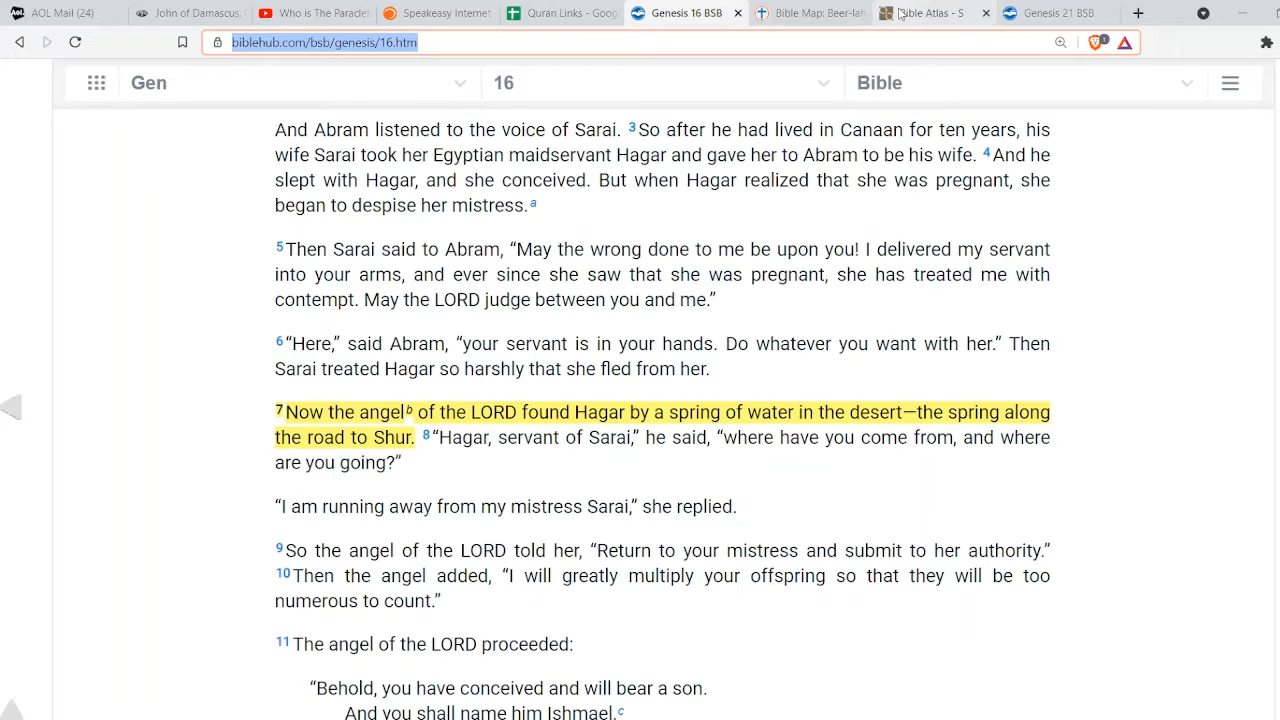 AOL Mail (24)
John of Damascus,
Who is The Paradet
Speakeasy Internet
Quran Links - Goog
Genesis 16 BSB
Bible Map: Beer-lah
Bible Atlas - S
Genesis 21 BSB
biblehub.com/bsb/genesis/16.htm
Gen
16
Bible
And Abram listened to the voice of Sarai. 3 So after he had lived in Canaan for ten years, his
wife Sarai took her Egyptian maidservant Hagar and gave her to Abram to be his wife. 4 And he
slept with Hagar, and she conceived. But when Hagar realized that she was pregnant, she
began to despise her mistress. a
5 Then Sarai said to Abram, “May the wrong done to me be upon you! I delivered my servant
into your arms, and ever since she saw that she was pregnant, she has treated me with
contempt. May the LORD judge between you and me.”
6 “Here,” said Abram, “your servant is in your hands. Do whatever you want with her.” Then
Sarai treated Hagar so harshly that she fled from her.
7 Now the angel b of the LORD found Hagar by a spring of water in the desert—the spring along
the road to Shur. 8 “Hagar, servant of Sarai,” he said, “where have you come from, and where
are you going?”
“I am running away from my mistress Sarai,” she replied.
9 So the angel of the LORD told her, “Return to your mistress and submit to her authority.”
10 Then the angel added, “I will greatly multiply your offspring so that they will be too
numerous to count.”
11 The angel of the LORD proceeded:
“Behold, you have conceived and will bear a son.
And you shall name him Ishmael, c